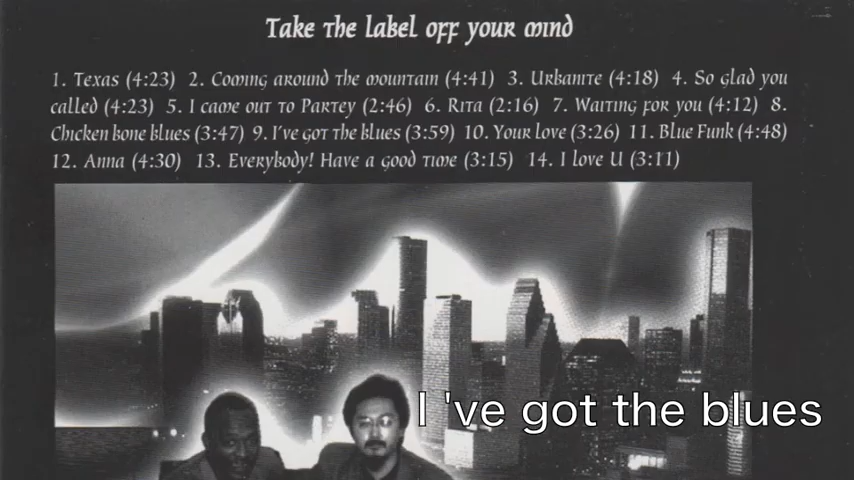 Take the label off your mind
1. Texas (4:23) 2. Coming around the mountain (4:41) 3. Urbanite (4:18) 4. So glad you
called (4:23) 5. I came out to Partey (2:46) 6. Rita (2:16) 7. Waiting for you (4:12) 8.
Chicken bone blues (3:47) 9. I've got the blues (3:59) 10. Your love (3:26) 11. Blue Funk (4:48)
12. Anna (4:30) 13. Everybody! Have a good time (3:15) 14. I love U (3:11)
I 've got the blues